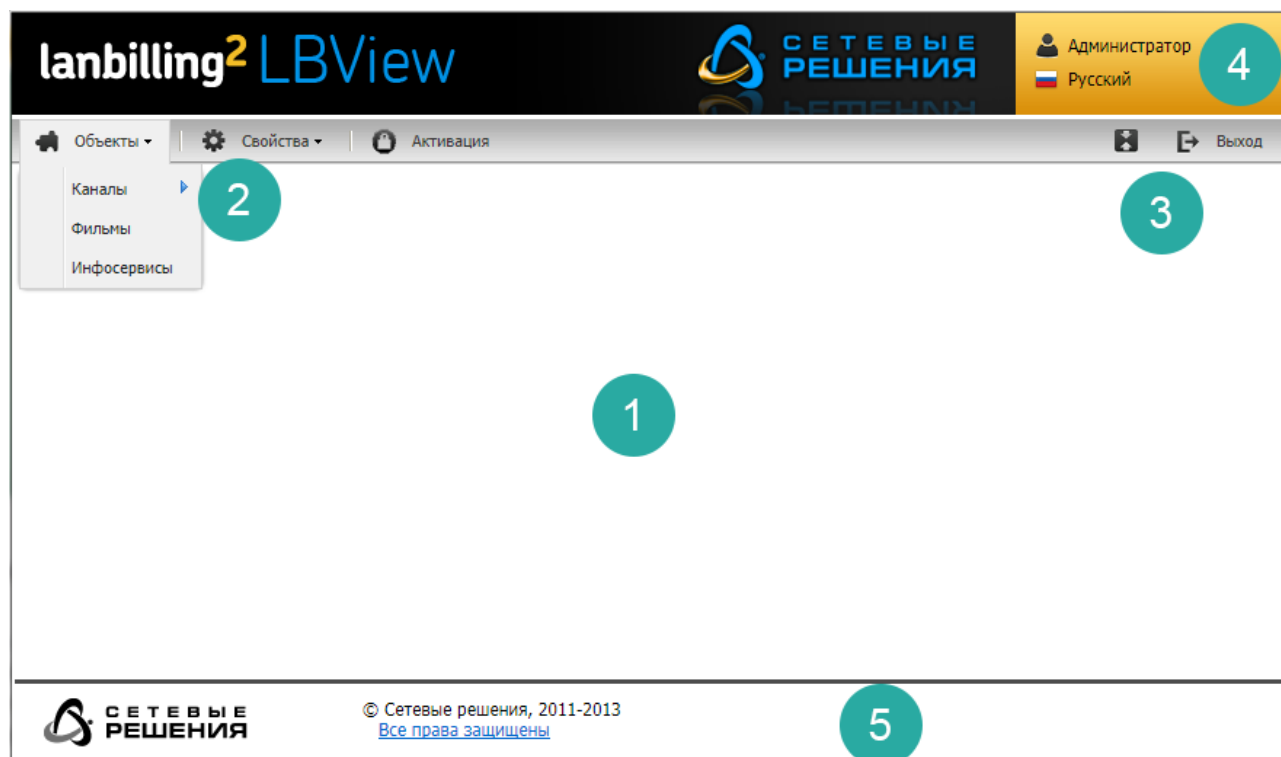 lanbilling² LBView
СЕТЕВЫЕ
РЕШЕНИЯ
Администратор
Русский
4
Объекты
Свойства
Активация
Выход
Каналы
Фильмы
Инфосервисы
2
3
1
СЕТЕВЫЕ
РЕШЕНИЯ
© Сетевые решения, 2011-2013
Все права защищены
5